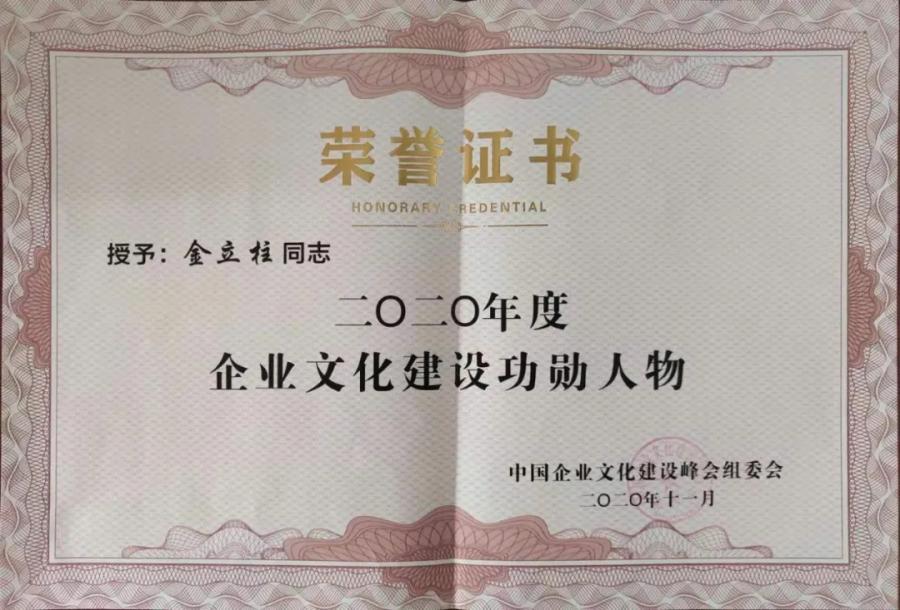 荣誉证书
HONORARY CREDENTIAL
授予：金立柱同志
二〇二〇年度
企业文化建设功勋人物
中国企业文化建设峰会组委会
二〇二〇年十一月